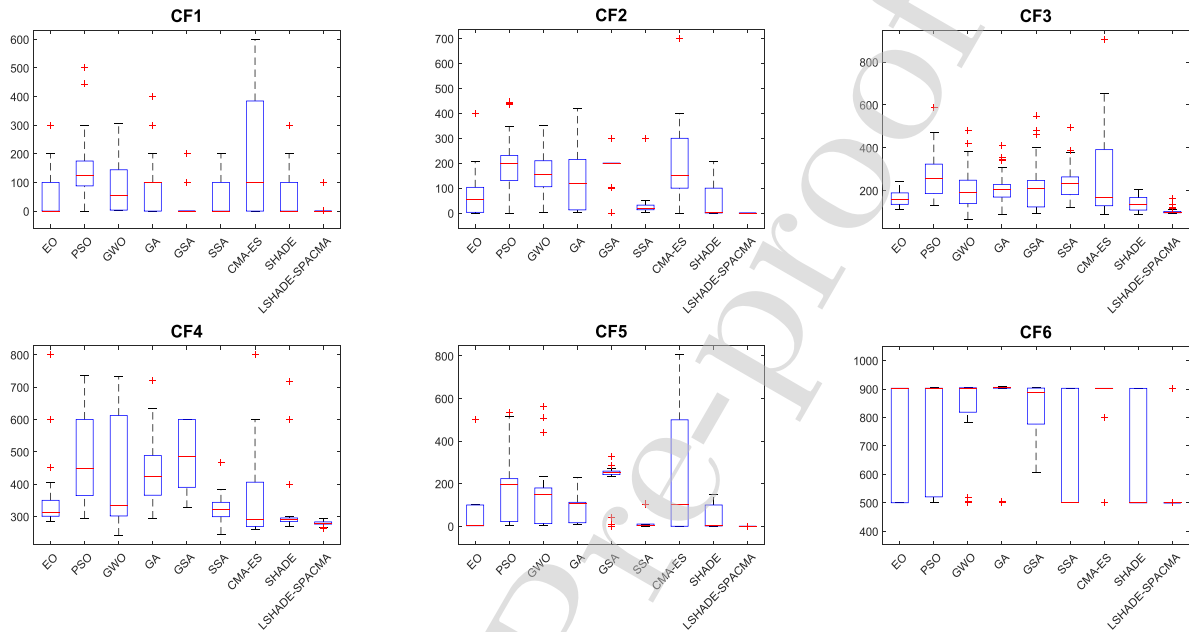 CF1
600
500
400
300
200
100
0
EO
PSO
GWO
GA
GSA
SSA
CMA-ES
SHADE
LSHADE-SPACMA
CF2
700
600
500
400
300
200
100
0
EO
PSO
GWO
GA
GSA
SSA
CMA-ES
SHADE
LSHADE-SPACMA
CF3
800
600
400
200
EO
PSO
GWO
GA
GSA
SSA
CMA-ES
SHADE
LSHADE-SPACMA
CF4
800
700
600
500
400
300
EO
PSO
GWO
GA
GSA
SSA
CMA-ES
SHADE
LSHADE-SPACMA
CF5
800
600
400
200
0
EO
PSO
GWO
GA
GSA
SSA
CMA-ES
SHADE
LSHADE-SPACMA
CF6
1000
900
800
700
600
500
400
EO
PSO
GWO
GA
GSA
SSA
CMA-ES
SHADE
LSHADE-SPACMA
Pre-proof